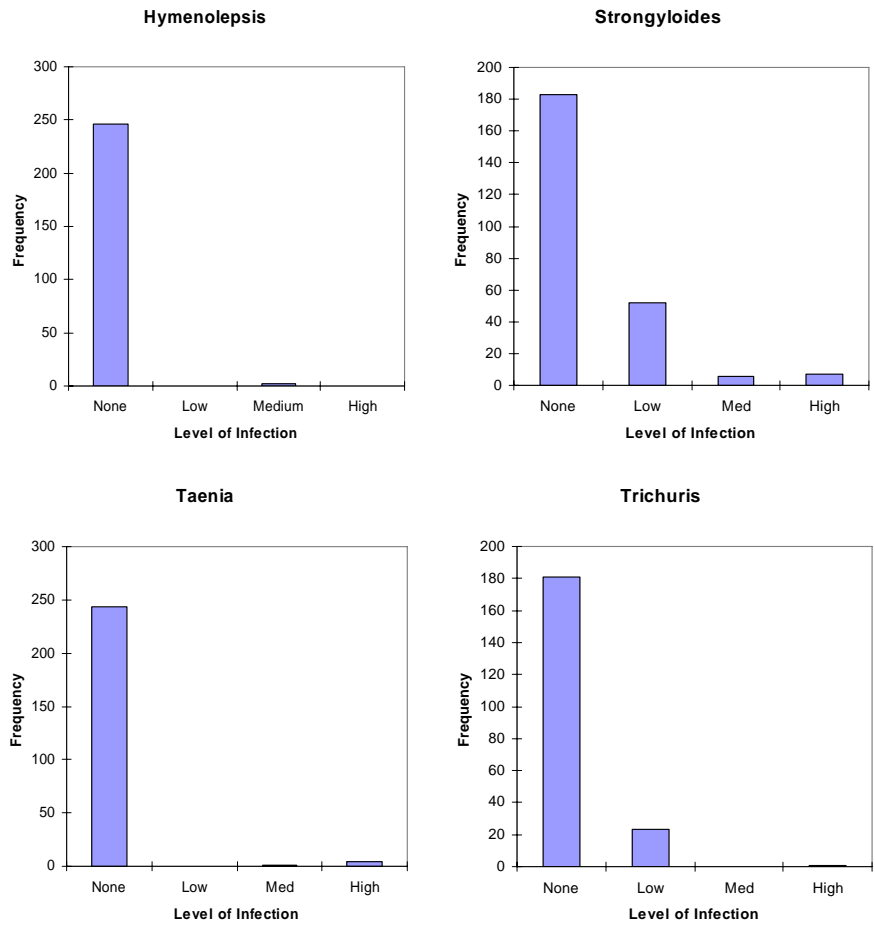 Hymenolepsis
300
250
200
150
100
50
0
Frequency
None Low Medium High
Level of Infection
Strongyloides
200
180
160
140
120
100
80
60
40
20
0
Frequency
None Low Med High
Level of Infection
Taenia
300
250
200
150
100
50
0
Frequency
None Low Med High
Level of Infection
Trichuris
200
180
160
140
120
100
80
60
40
20
0
Frequency
None Low Med High
Level of Infection